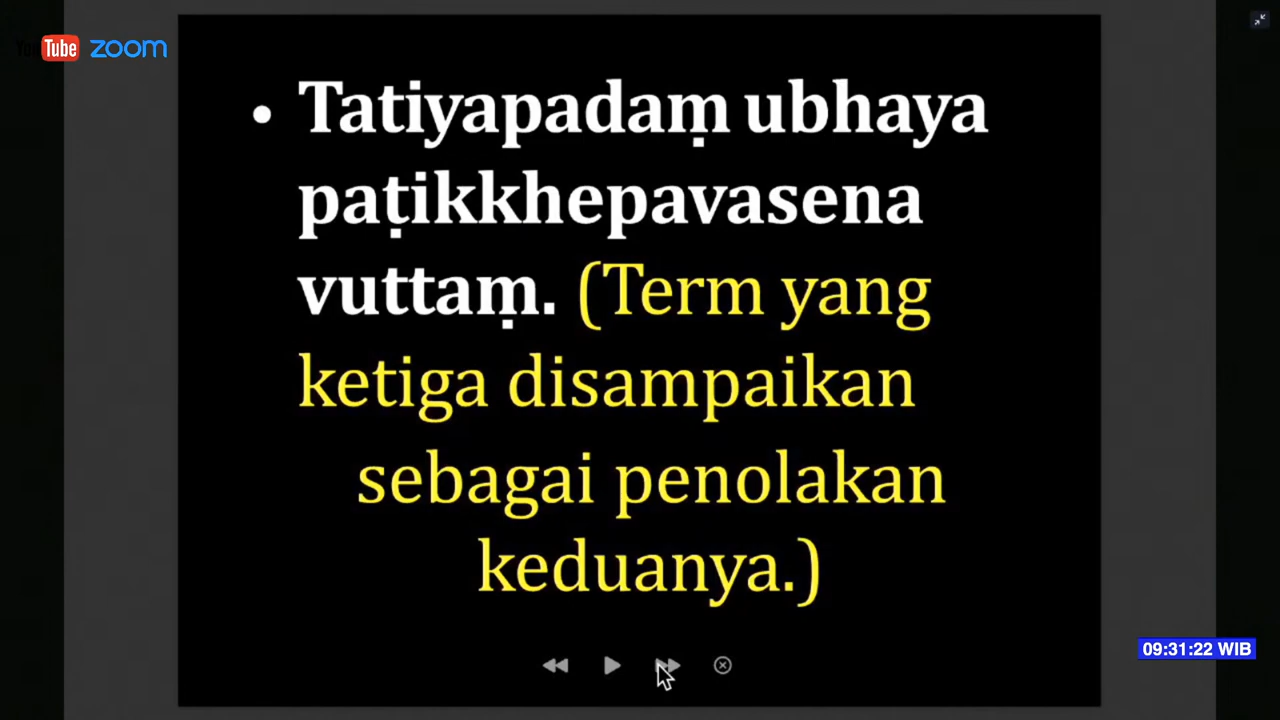 YouTube zoom
• Tatiyapadaṃ ubhaya
paṭikkhepavasena
vuttaṃ. (Term yang
ketiga disampaikan
sebagai penolakan
keduanya.)
09:31:22 WIB